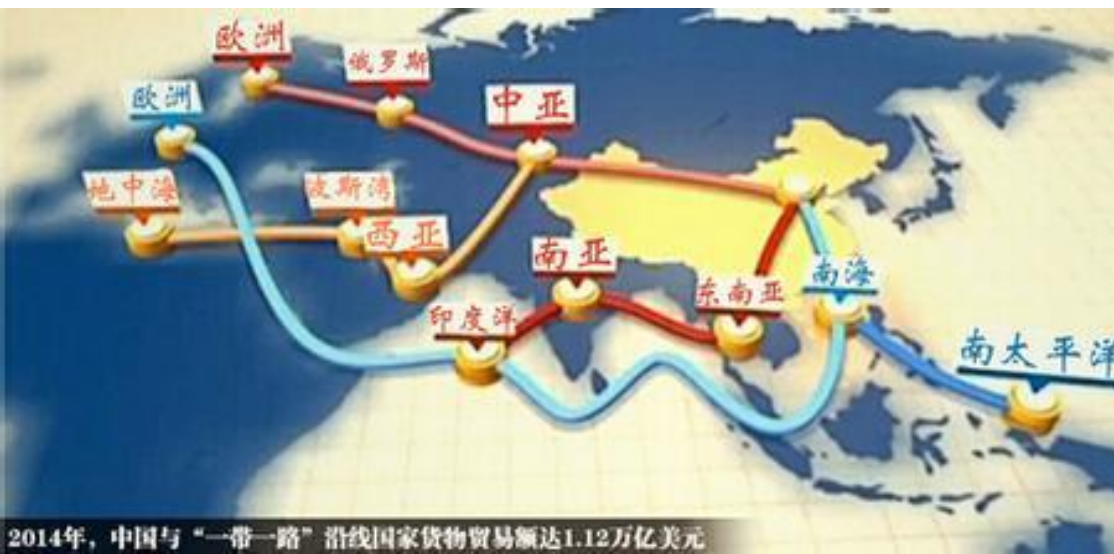 欧洲
俄罗斯
欧洲
中亚
地中海
波斯湾
西亚
南亚
南海
东南亚
印度洋
南太平洋
2014年，中国与“一带一路”沿线国家货物贸易额达1.12万亿美元